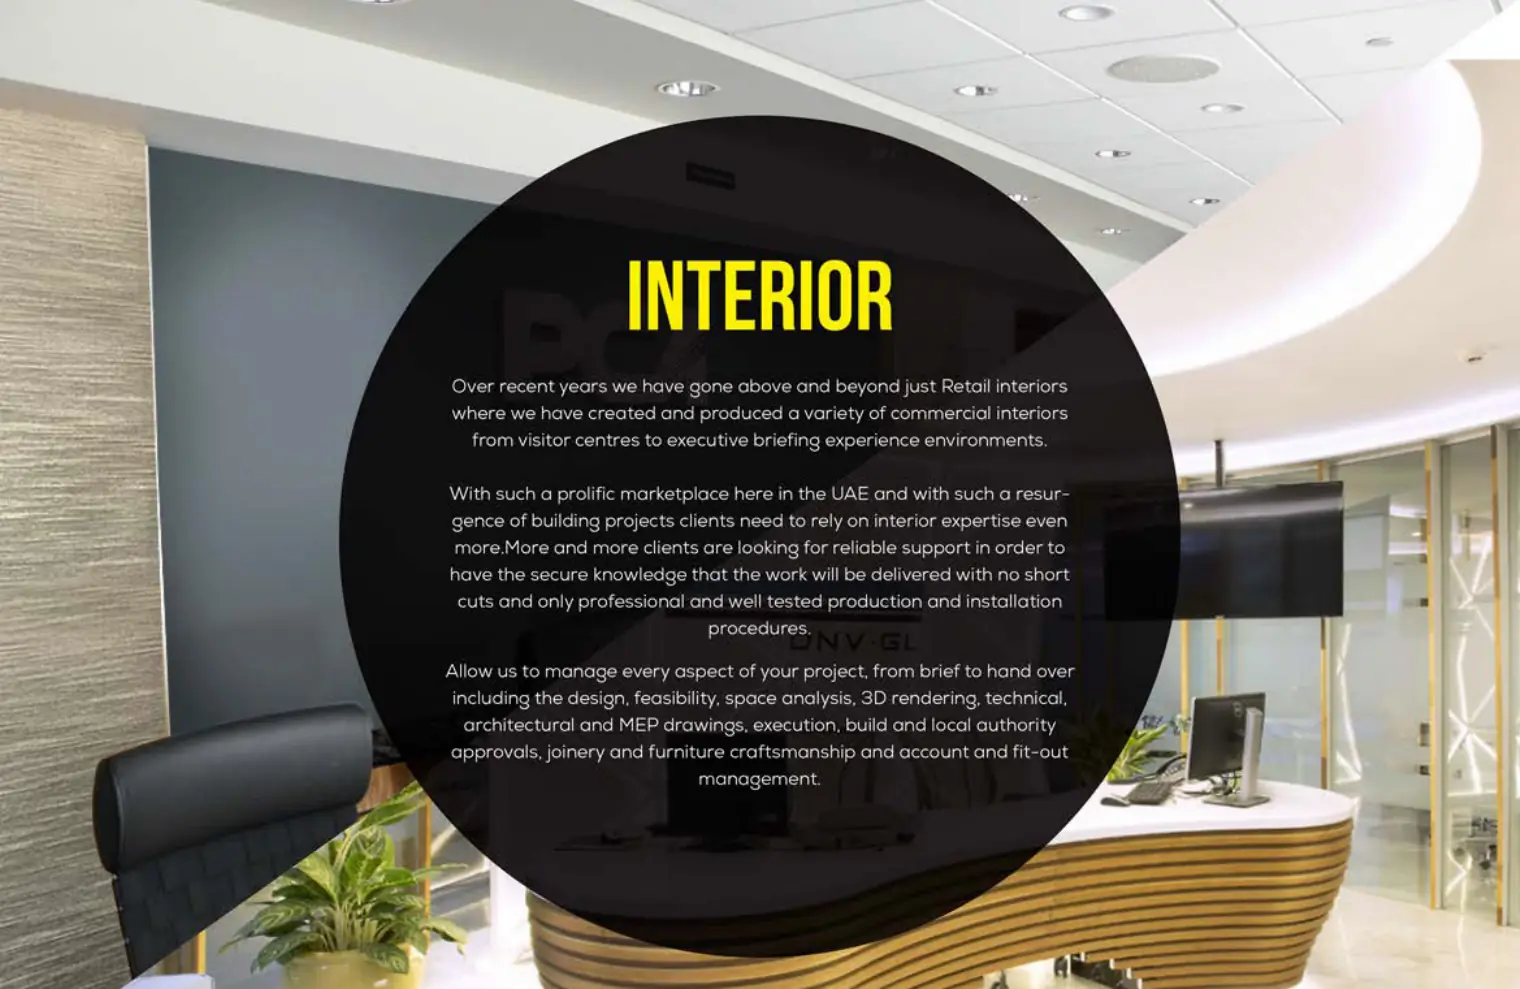 INTERIOR
Over recent years we have gone above and beyond just Retail interiors
where we have created and produced a variety of commercial interiors
from visitor centres to executive briefing experience environments.
With such a prolific marketplace here in the UAE and with such a resur-
gence of building projects clients need to rely on interior expertise even
more.More and more clients are looking for reliable support in order to
have the secure knowledge that the work will be delivered with no short
cuts and only professional and well tested production and installation
procedures.
DNV·GL
Allow us to manage every aspect of your project, from brief to hand over
including the design, feasibility, space analysis, 3D rendering, technical,
architectural and MEP drawings, execution, build and local authority
approvals, joinery and furniture craftsmanship and account and fit-out
management.